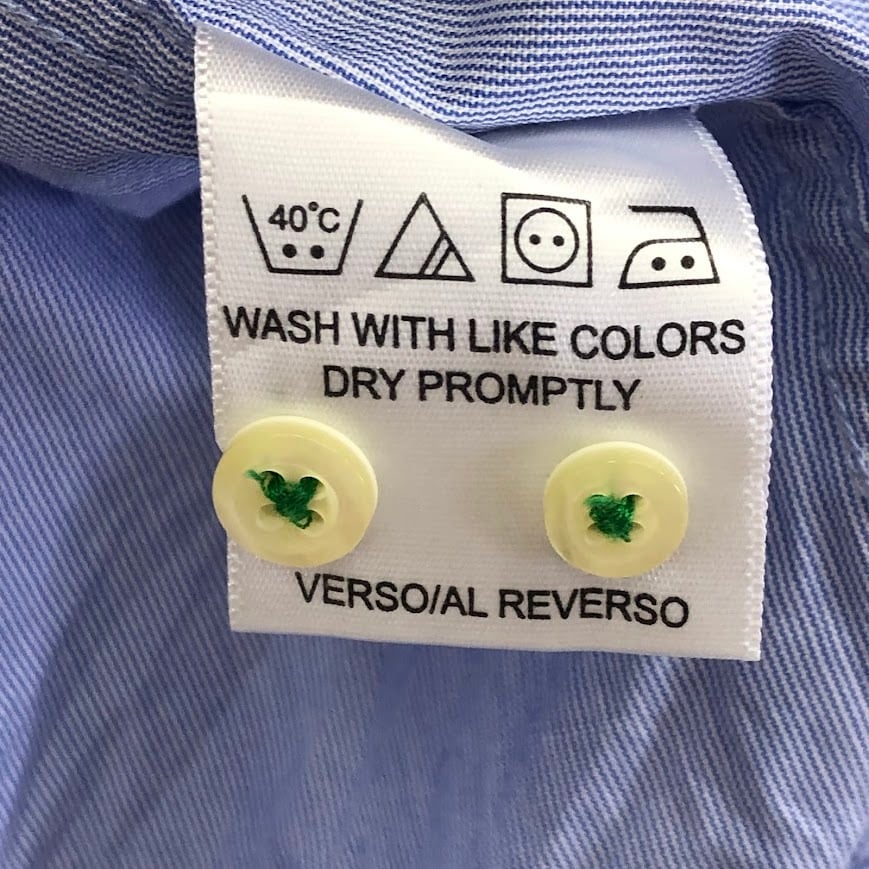 40°C
WASH WITH LIKE COLORS
DRY PROMPTLY
VERSO/AL REVERSO